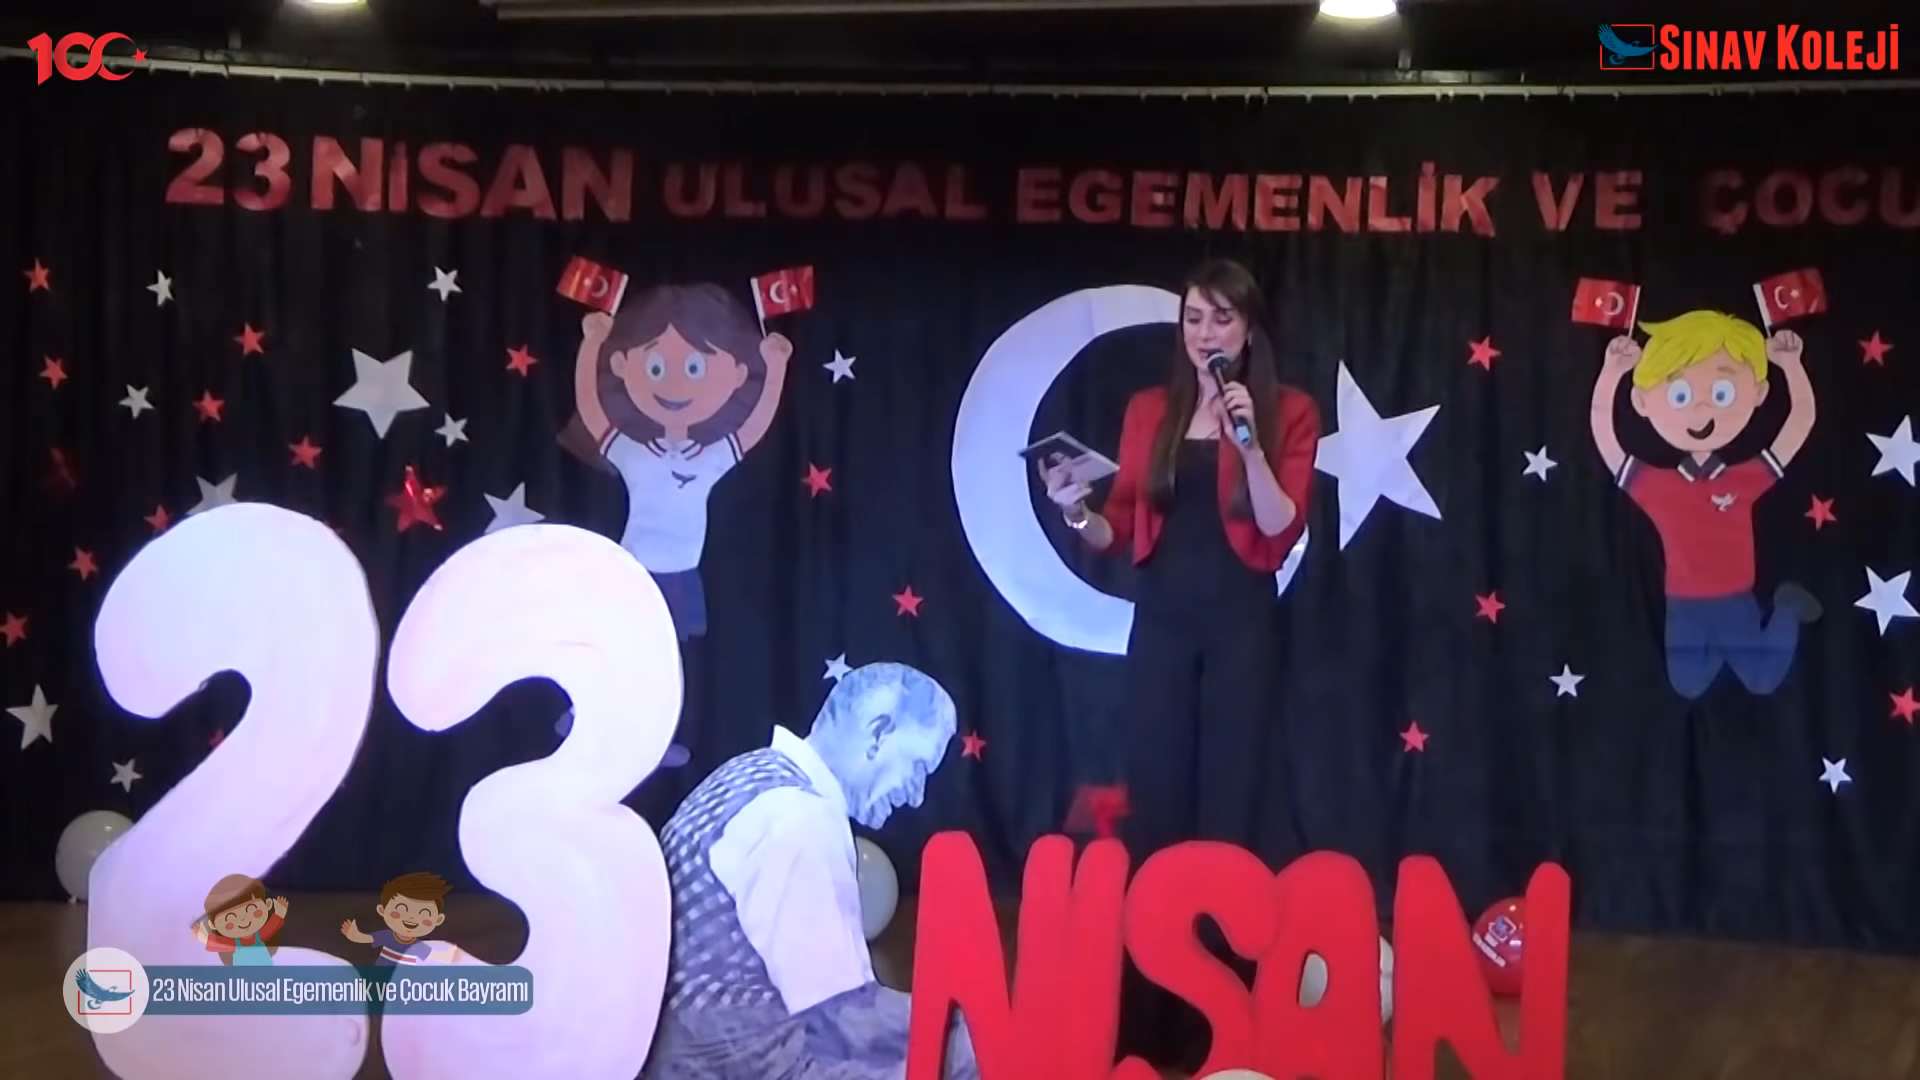 100
SINAV KOLEJİ
23 NİSAN ULUSAL EGEMENLİK VE ÇOCU
23
NİSAN
23 Nisan Ulusal Egemenlik ve Çocuk Bayramı